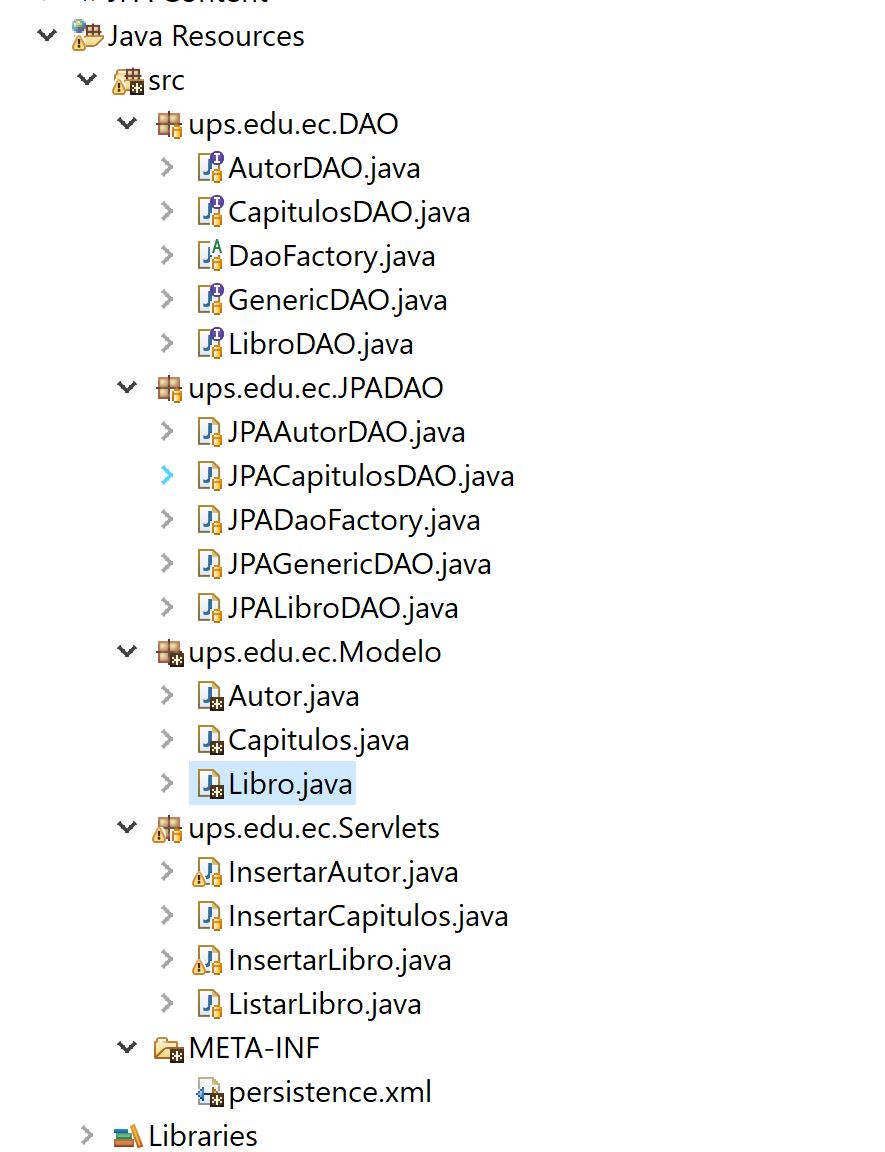 JPA Content
Java Resources
src
ups.edu.ec.DAO
AutorDAO.java
CapitulosDAO.java
DaoFactory.java
GenericDAO.java
LibroDAO.java
ups.edu.ec.JPADAO
JPAAutorDAO.java
JPACapitulosDAO.java
JPADaoFactory.java
JPAGenericDAO.java
JPALibroDAO.java
ups.edu.ec.Modelo
Autor.java
Capitulos.java
Libro.java
ups.edu.ec.Servlets
InsertarAutor.java
InsertarCapitulos.java
InsertarLibro.java
ListarLibro.java
META-INF
persistence.xml
Libraries